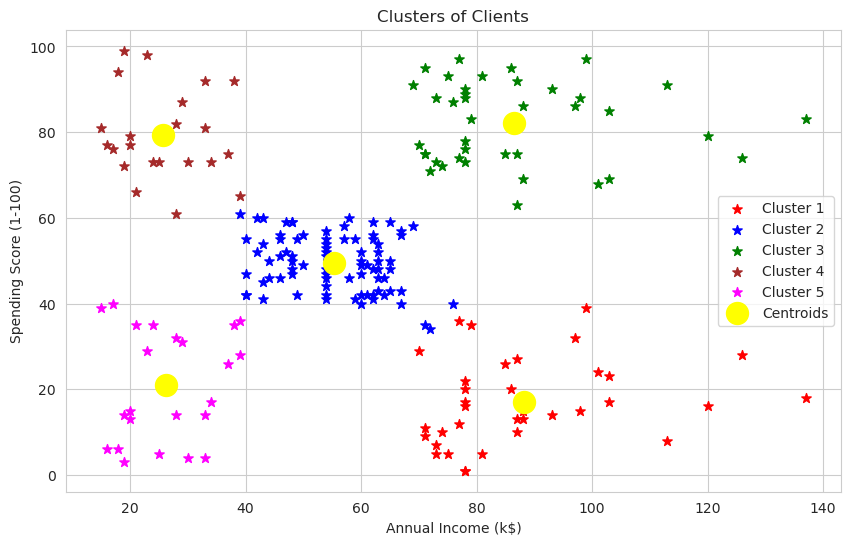 Clusters of Clients
100
80
60
40
20
0
Spending Score (1-100)
Cluster 1
Cluster 2
Cluster 3
Cluster 4
Cluster 5
Centroids
20 40 60 80 100 120 140
Annual Income (k$)